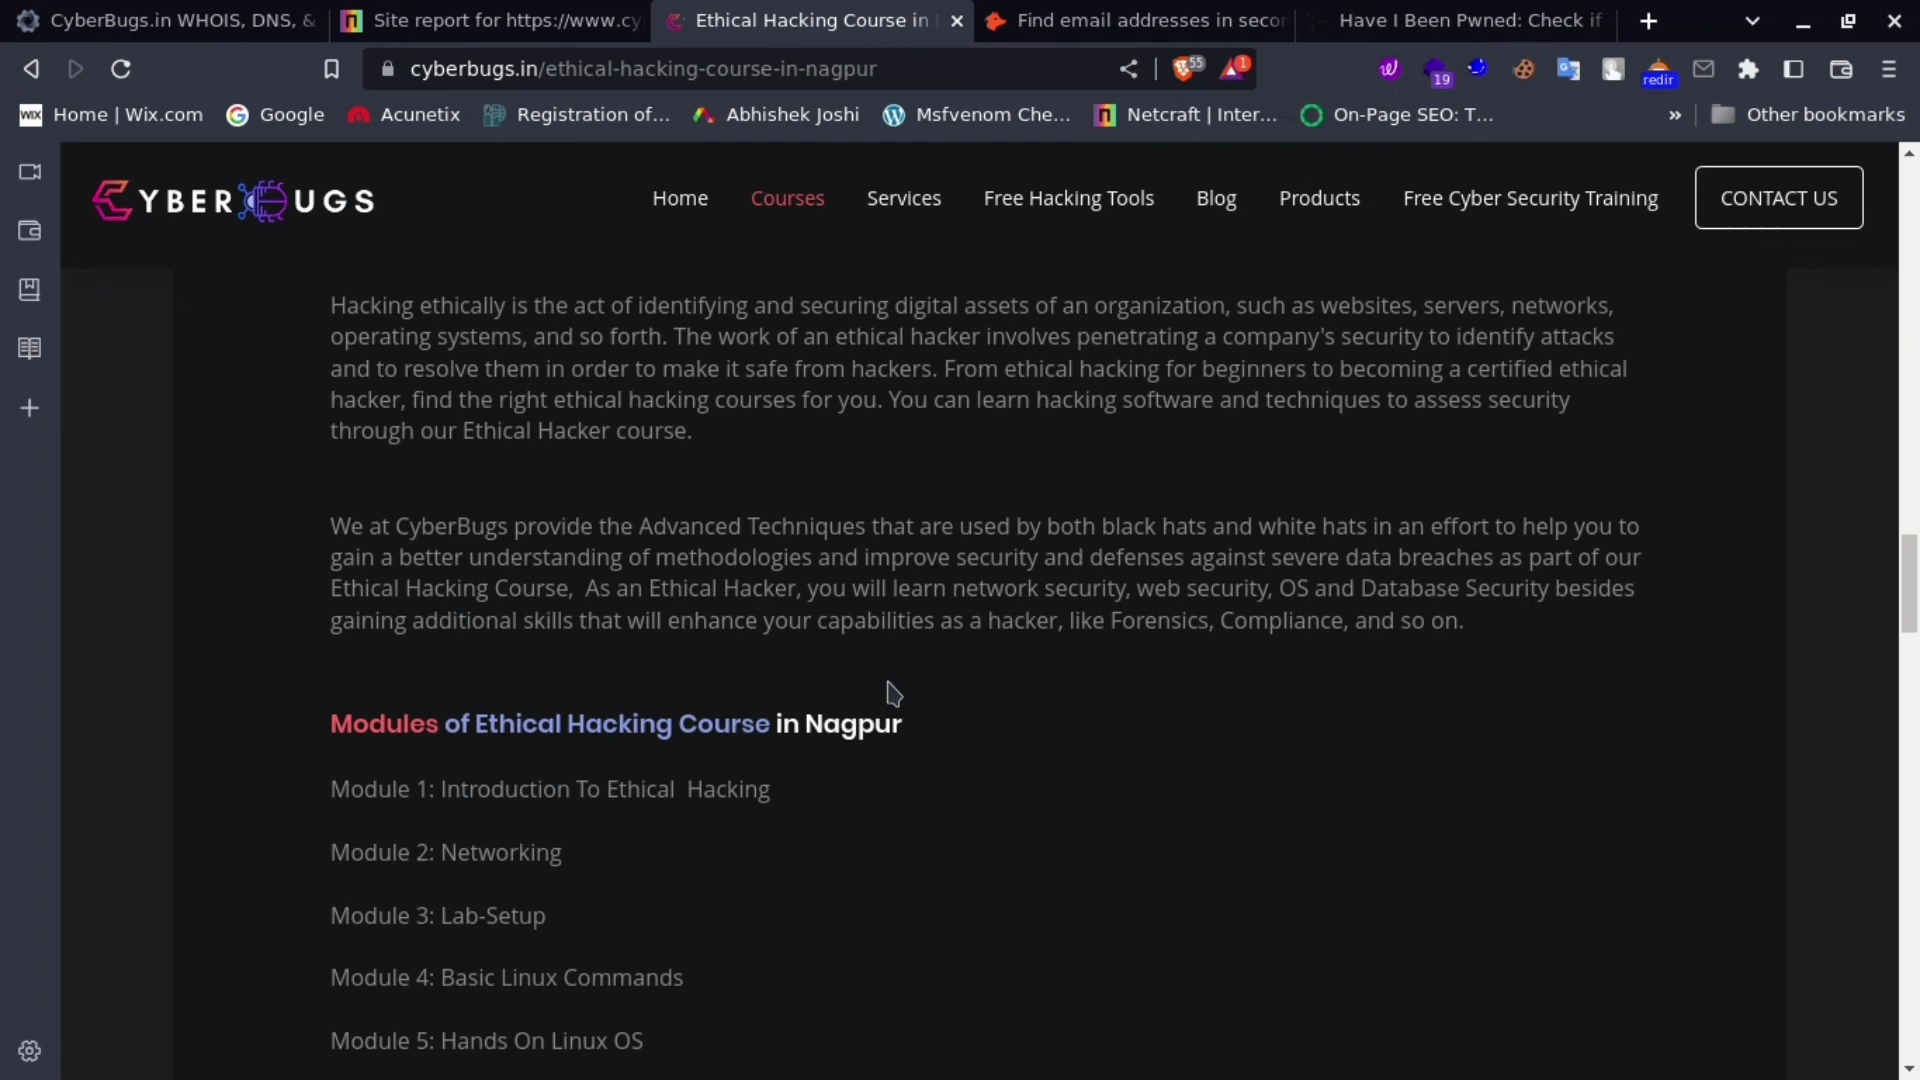 CyberBugs.in WHOIS, DNS, &
Site report for https://www.cy
Ethical Hacking Course in
Find email addresses in secor
Have I Been Pwned: Check if
cyberbugs.in/ethical-hacking-course-in-nagpur
55
1
19
redir
WIX Home | Wix.com
Google
Acunetix
Registration of...
Abhishek Joshi
Msfvenom Che...
Netcraft | Inter...
On-Page SEO: T...
»
Other bookmarks
CYBERBUGS
Home
Courses
Services
Free Hacking Tools
Blog
Products
Free Cyber Security Training
CONTACT US
Hacking ethically is the act of identifying and securing digital assets of an organization, such as websites, servers, networks,
operating systems, and so forth. The work of an ethical hacker involves penetrating a company's security to identify attacks
and to resolve them in order to make it safe from hackers. From ethical hacking for beginners to becoming a certified ethical
hacker, find the right ethical hacking courses for you. You can learn hacking software and techniques to assess security
through our Ethical Hacker course.
We at CyberBugs provide the Advanced Techniques that are used by both black hats and white hats in an effort to help you to
gain a better understanding of methodologies and improve security and defenses against severe data breaches as part of our
Ethical Hacking Course,  As an Ethical Hacker, you will learn network security, web security, OS and Database Security besides
gaining additional skills that will enhance your capabilities as a hacker, like Forensics, Compliance, and so on.
Modules of Ethical Hacking Course in Nagpur
Module 1: Introduction To Ethical  Hacking
Module 2: Networking
Module 3: Lab-Setup
Module 4: Basic Linux Commands
Module 5: Hands On Linux OS